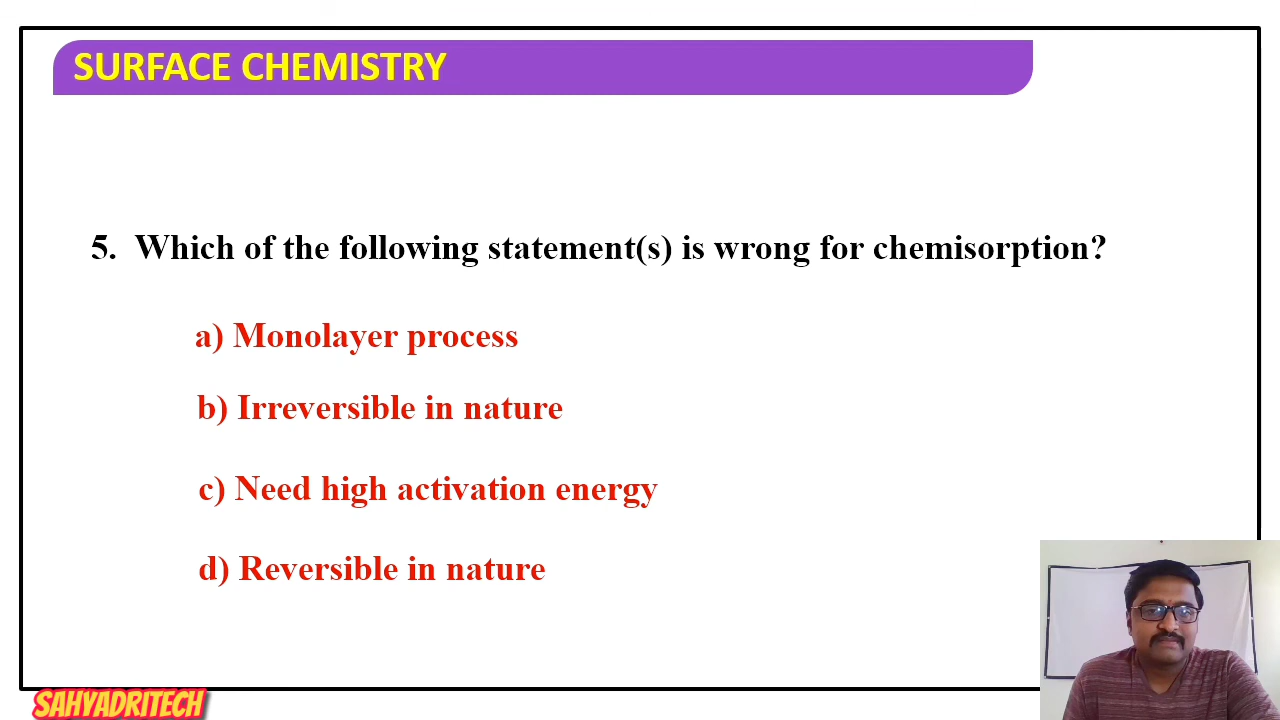 SURFACE CHEMISTRY
5. Which of the following statement(s) is wrong for chemisorption?
a) Monolayer process
b) Irreversible in nature
c) Need high activation energy
d) Reversible in nature
SAHYADRITECH